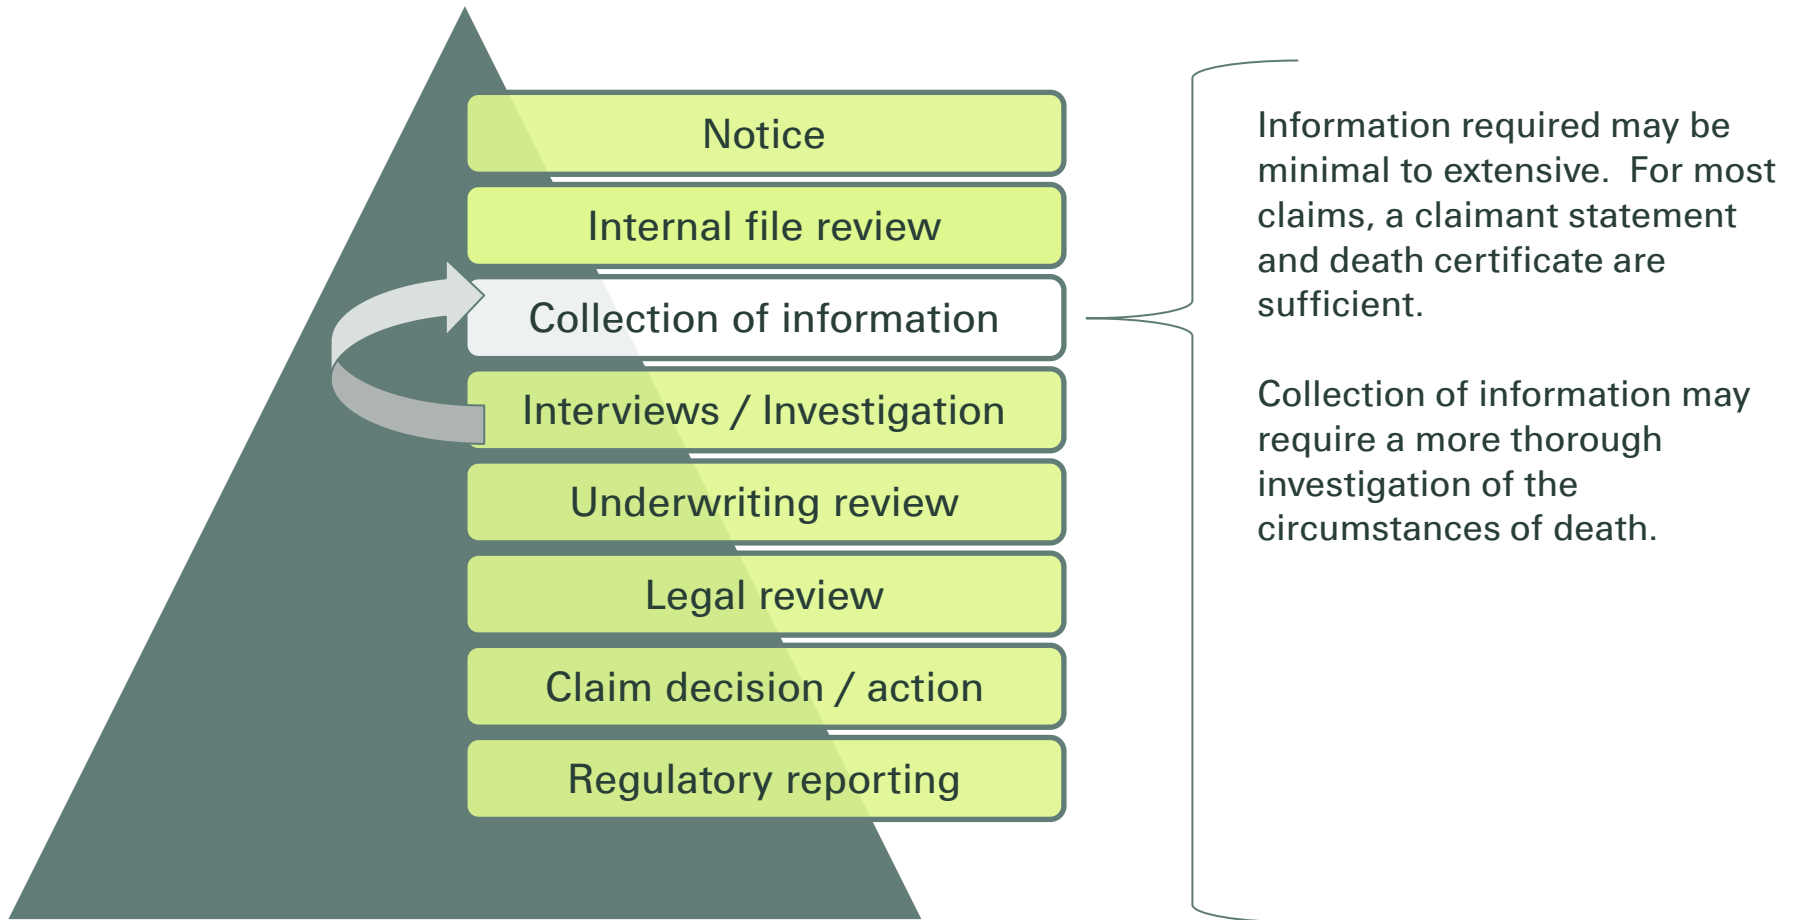 Notice
Internal file review
Collection of information
Interviews / Investigation
Underwriting review
Legal review
Claim decision / action
Regulatory reporting
Information required may be
minimal to extensive.  For most
claims, a claimant statement
and death certificate are
sufficient.
Collection of information may
require a more thorough
investigation of the
circumstances of death.